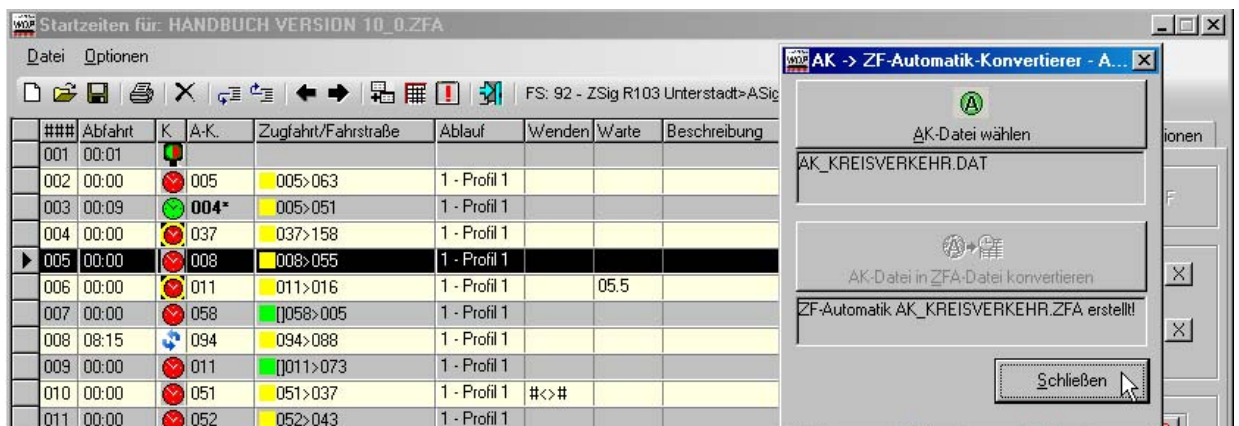 Startzeiten für: HANDBUCH VERSION 10_0.ZFA
Datei Optionen
FS: 92 - ZSig R103 Unterstadt>ASig
### Abfahrt K A-K. Zugfahrt/Fahrstraße Ablauf Wenden Warte Beschreibung
001 00:01
002 00:00 005 005>063 1 - Profil 1
003 00:09 004* 005>051 1 - Profil 1
004 00:00 037 037>158 1 - Profil 1
005 00:00 008 008>055 1 - Profil 1
006 00:00 011 011>016 1 - Profil 1 05.5
007 00:00 058 []058>005 1 - Profil 1
008 08:15 094 094>088 1 - Profil 1
009 00:00 011 []011>073 1 - Profil 1
010 00:00 051 051>037 1 - Profil 1 #<>#
011 00:00 052 052>043 1 - Profil 1
ionen
F
X
X
AK -> ZF-Automatik-Konvertierer - A...
AK-Datei wählen
AK_KREISVERKEHR.DAT
AK-Datei in ZFA-Datei konvertieren
ZF-Automatik AK_KREISVERKEHR.ZFA erstellt!
Schließen